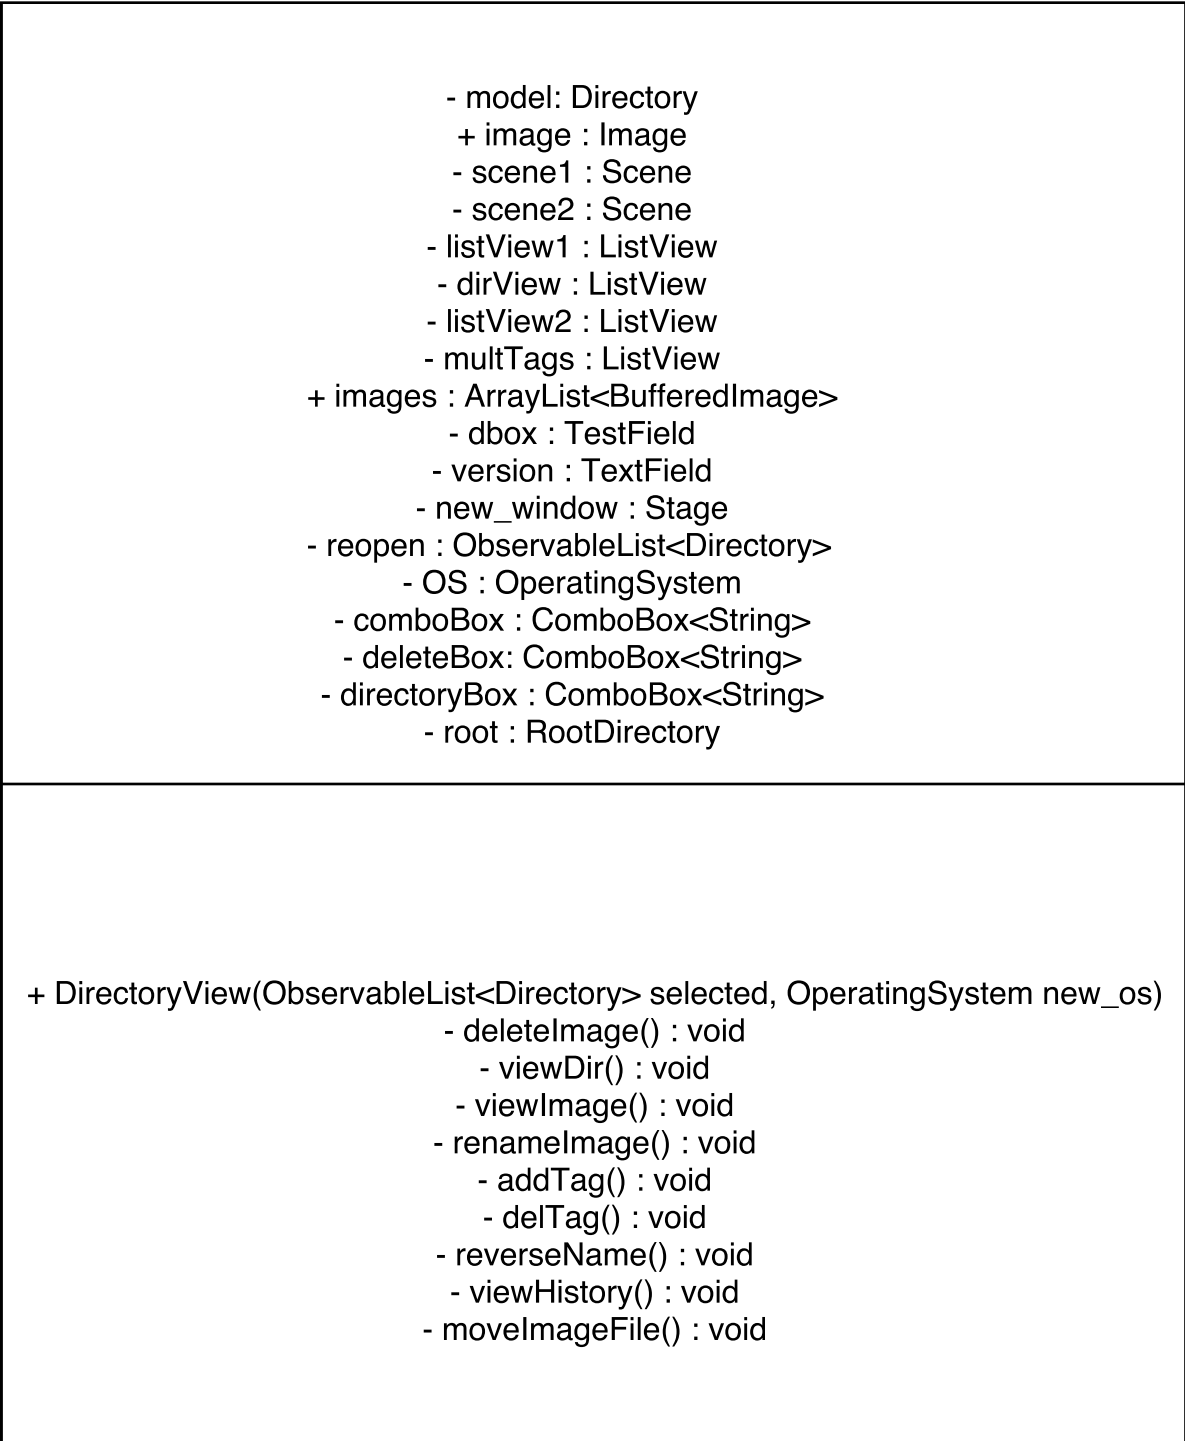 - model: Directory
+ image : Image
- scene1 : Scene
- scene2 : Scene
- listView1 : ListView
- dirView : ListView
- listView2 : ListView
- multTags : ListView
+ images : ArrayList<BufferedImage>
- dbox : TestField
- version : TextField
- new_window : Stage
- reopen : ObservableList<Directory>
- OS : OperatingSystem
- comboBox : ComboBox<String>
- deleteBox: ComboBox<String>
- directoryBox : ComboBox<String>
- root : RootDirectory
+ DirectoryView(ObservableList<Directory> selected, OperatingSystem new_os)
- deleteImage() : void
- viewDir() : void
- viewImage() : void
- renameImage() : void
- addTag() : void
- delTag() : void
- reverseName() : void
- viewHistory() : void
- moveImageFile() : void